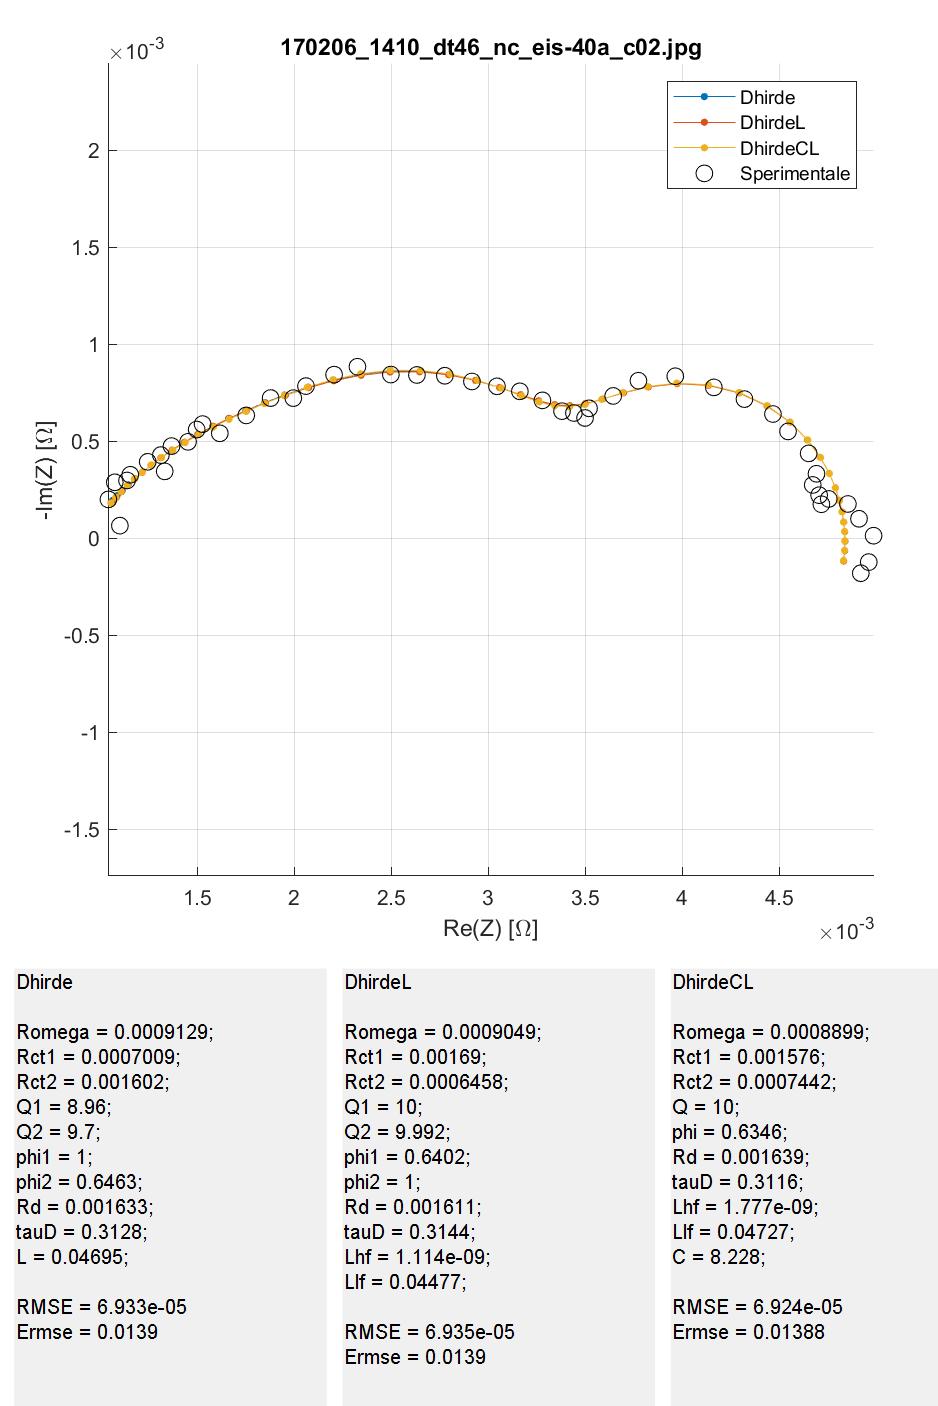 170206_1410_dt46_nc_eis-40a_c02.jpg
×10-3
Dhirde
DhirdeL
DhirdeCL
Sperimentale
2
1.5
1
0.5
0
-0.5
-1
-1.5
-Im(Z) [Ω]
1.5 2 2.5 3 3.5 4 4.5
Re(Z) [Ω]
×10-3
Dhirde
Romega = 0.0009129;
Rct1 = 0.0007009;
Rct2 = 0.001602;
Q1 = 8.96;
Q2 = 9.7;
phi1 = 1;
phi2 = 0.6463;
Rd = 0.001633;
tauD = 0.3128;
L = 0.04695;
RMSE = 6.933e-05
Ermse = 0.0139
DhirdeL
Romega = 0.0009049;
Rct1 = 0.00169;
Rct2 = 0.0006458;
Q1 = 10;
Q2 = 9.992;
phi1 = 0.6402;
phi2 = 1;
Rd = 0.001611;
tauD = 0.3144;
Lhf = 1.114e-09;
Llf = 0.04477;
RMSE = 6.935e-05
Ermse = 0.0139
DhirdeCL
Romega = 0.0008899;
Rct1 = 0.001576;
Rct2 = 0.0007442;
Q = 10;
phi = 0.6346;
Rd = 0.001639;
tauD = 0.3116;
Lhf = 1.777e-09;
Llf = 0.04727;
C = 8.228;
RMSE = 6.924e-05
Ermse = 0.01388